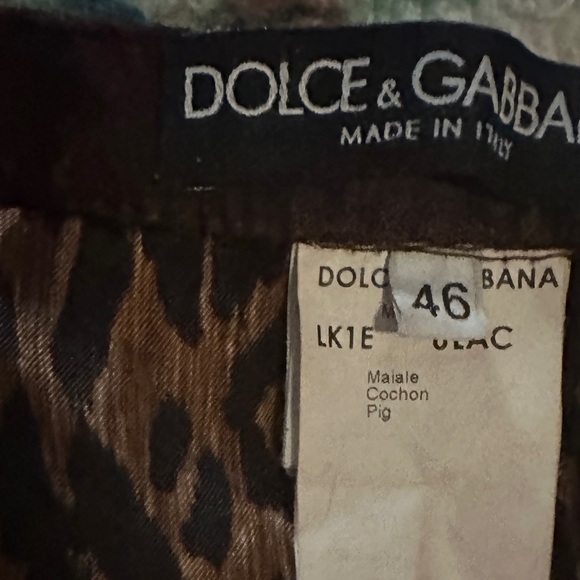 DOLCE & GABBA
MADE IN ITALY
DOLC BANA
46
LK1E
Maiale
Cochon
Pig